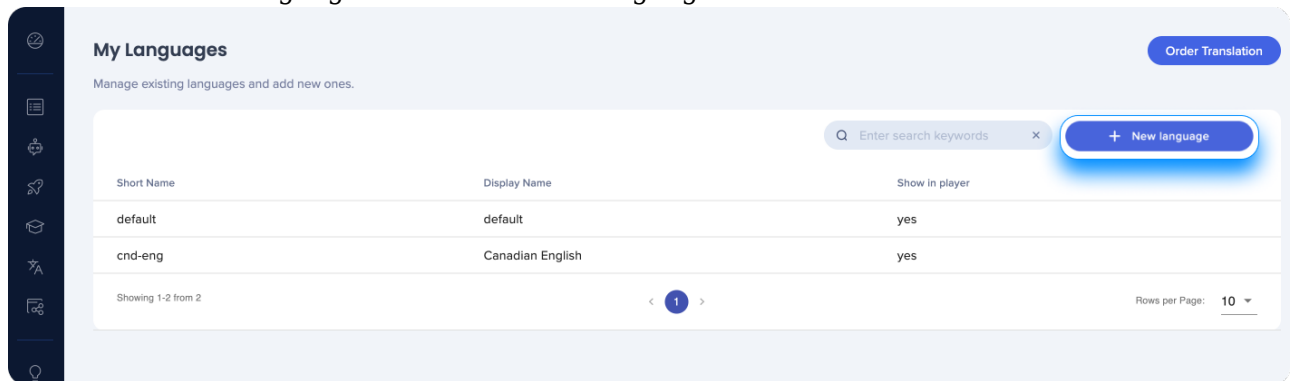 My Languages
Order Translation
Manage existing languages and add new ones.
Enter search keywords
+ New language
Short Name Display Name Show in player
default default yes
cnd-eng Canadian English yes
Showing 1-2 from 2 < 1 > Rows per Page: 10